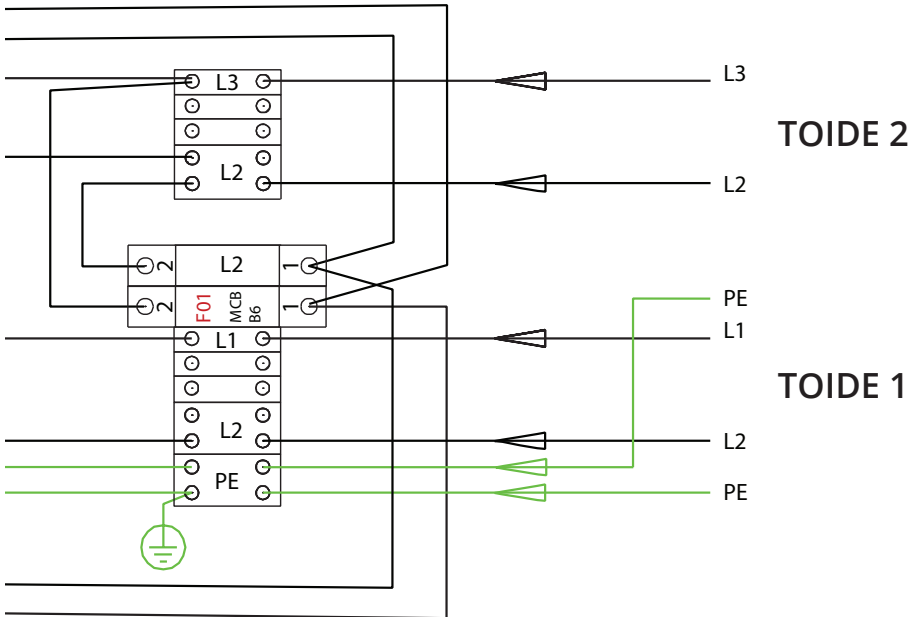 L3 L3
TOIDE 2
L2 L2
2 L2 1
2 F01 MCB B6 1
PE
L1 L1
TOIDE 1
L2 L2
PE PE